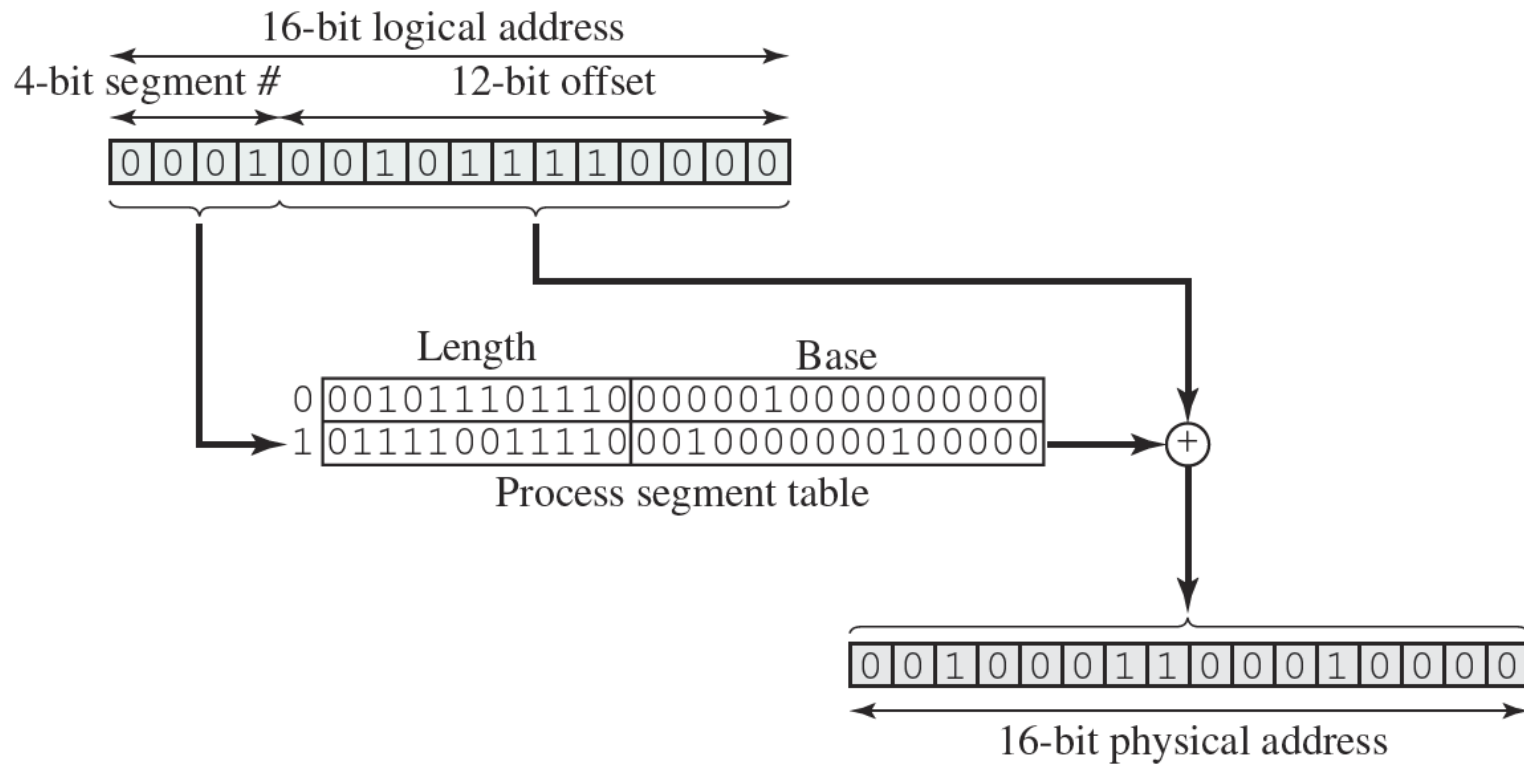 16-bit logical address
4-bit segment # 12-bit offset
0 0 0 1 0 0 1 0 1 1 1 1 0 0 0 0
Length Base
0 001011101110 0000010000000000
+
1 011110011110 0010000000100000
Process segment table
0 0 1 0 0 0 1 1 0 0 0 1 0 0 0 0
16-bit physical address